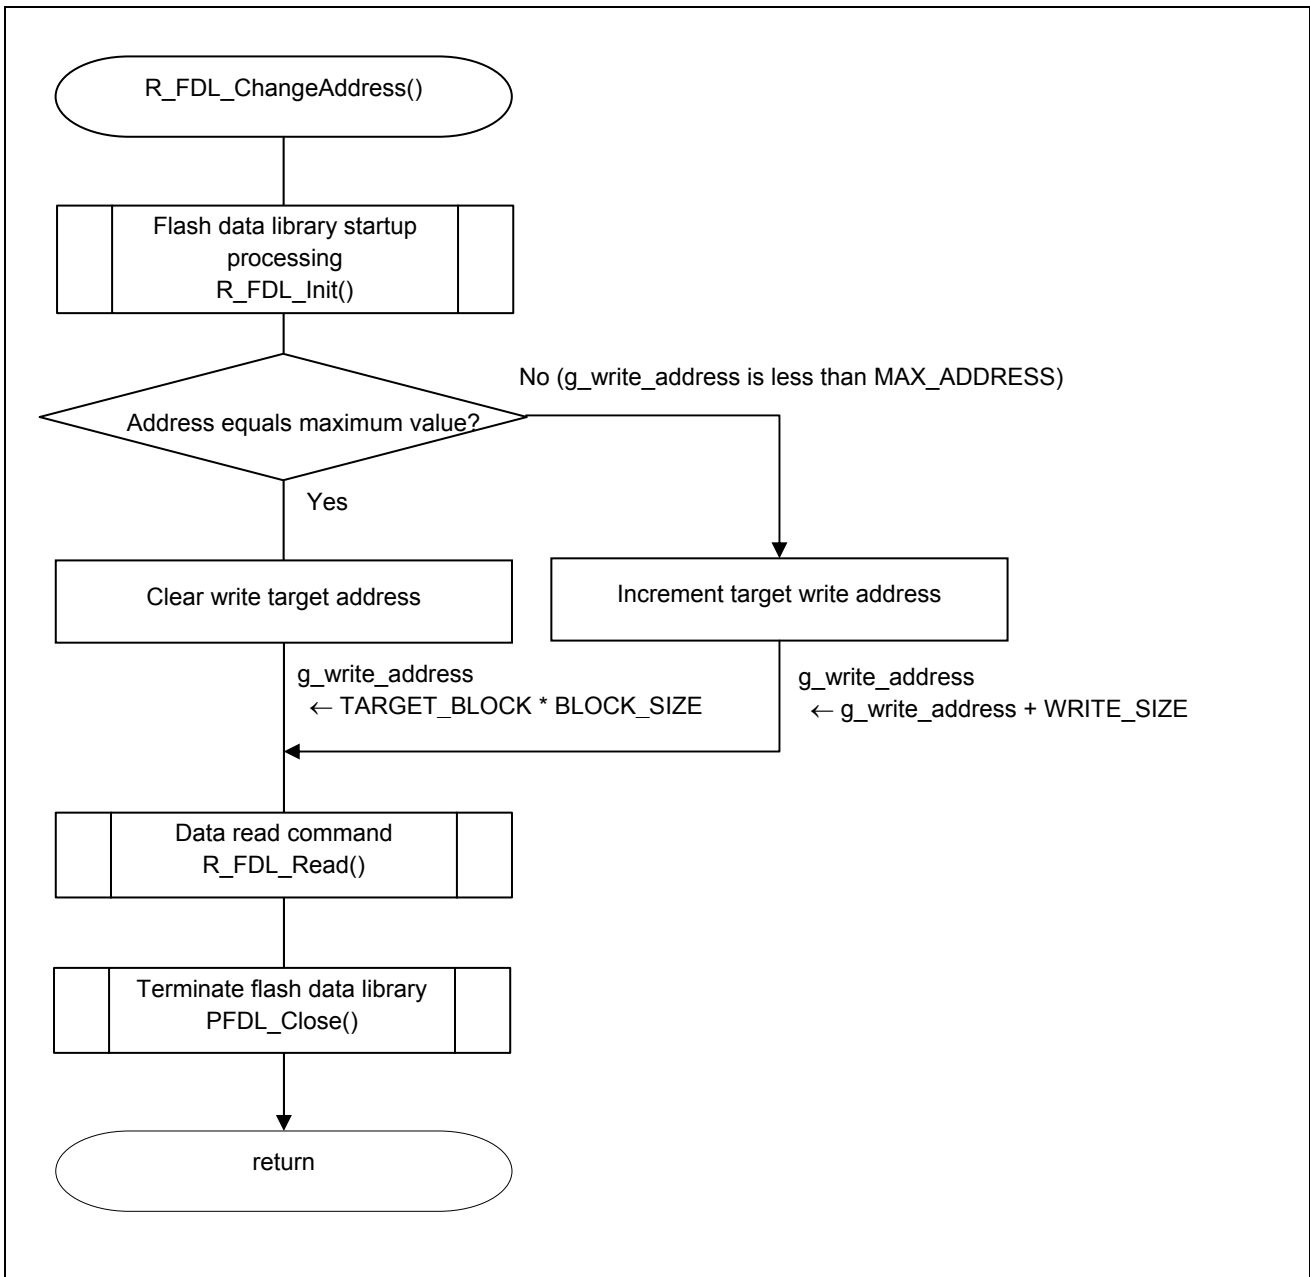 R_FDL_ChangeAddress()
Flash data library startup
processing
R_FDL_Init()
No (g_write_address is less than MAX_ADDRESS)
Address equals maximum value?
Yes
Clear write target address
Increment target write address
g_write_address
← TARGET_BLOCK * BLOCK_SIZE
g_write_address
← g_write_address + WRITE_SIZE
Data read command
R_FDL_Read()
Terminate flash data library
PFDL_Close()
return